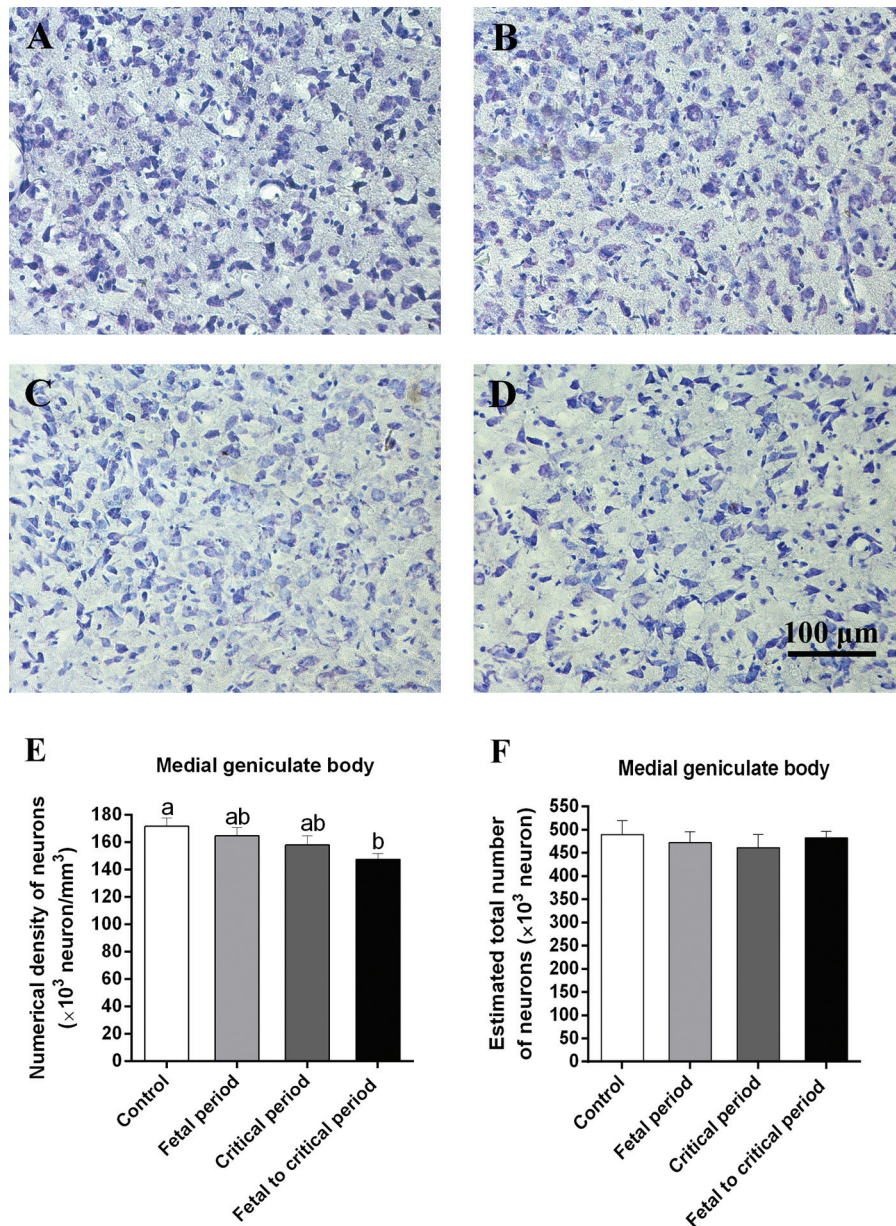 A
B
C
D
100 µm
E
Medial geniculate body
Numerical density of neurons
(×10³ neuron/mm³)
180
160
140
120
100
80
60
40
20
0
a
ab
ab
b
Control
Fetal period
Critical period
Fetal to critical period
F
Medial geniculate body
Estimated total number
of neurons (×10³ neuron)
550
500
450
400
350
300
250
200
150
100
50
0
Control
Fetal period
Critical period
Fetal to critical period